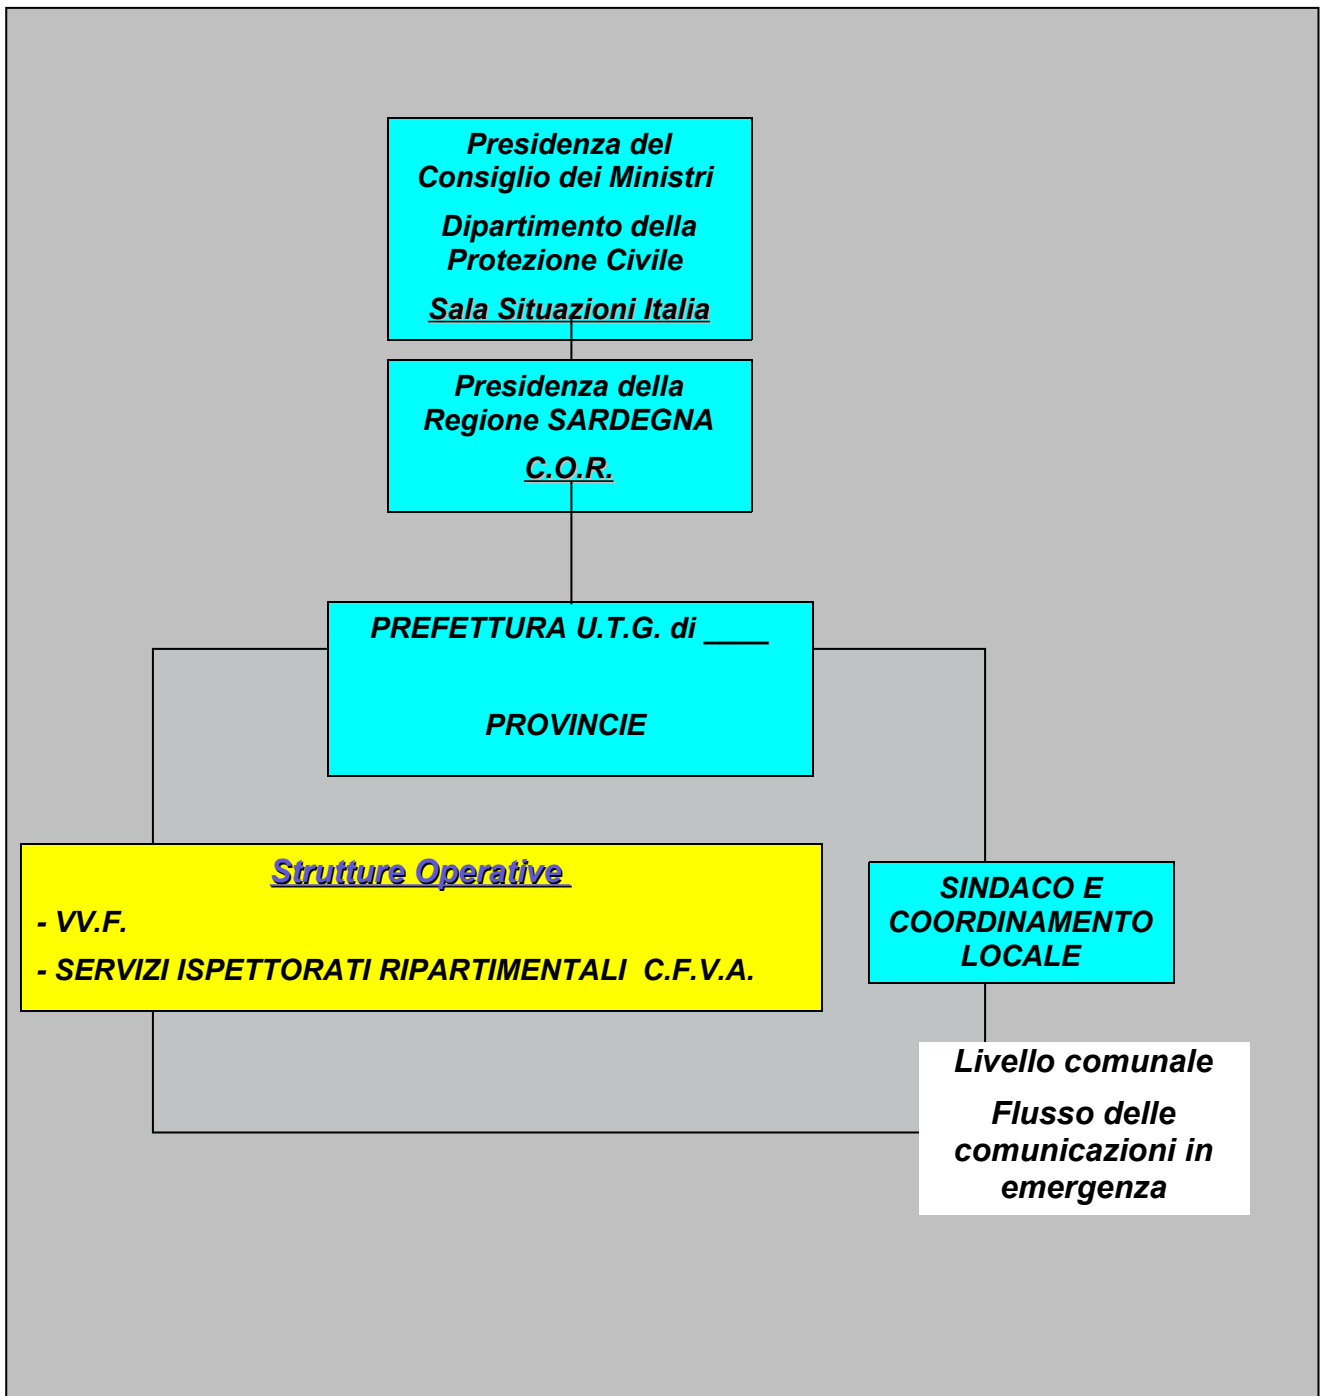 Presidenza del
Consiglio dei Ministri
Dipartimento della
Protezione Civile
Sala Situazioni Italia
Presidenza della
Regione SARDEGNA
C.O.R.
PREFETTURA U.T.G. di ____
PROVINCIE
Strutture Operative
- VV.F.
- SERVIZI ISPETTORATI RIPARTIMENTALI C.F.V.A.
SINDACO E
COORDINAMENTO
LOCALE
Livello comunale
Flusso delle
comunicazioni in
emergenza